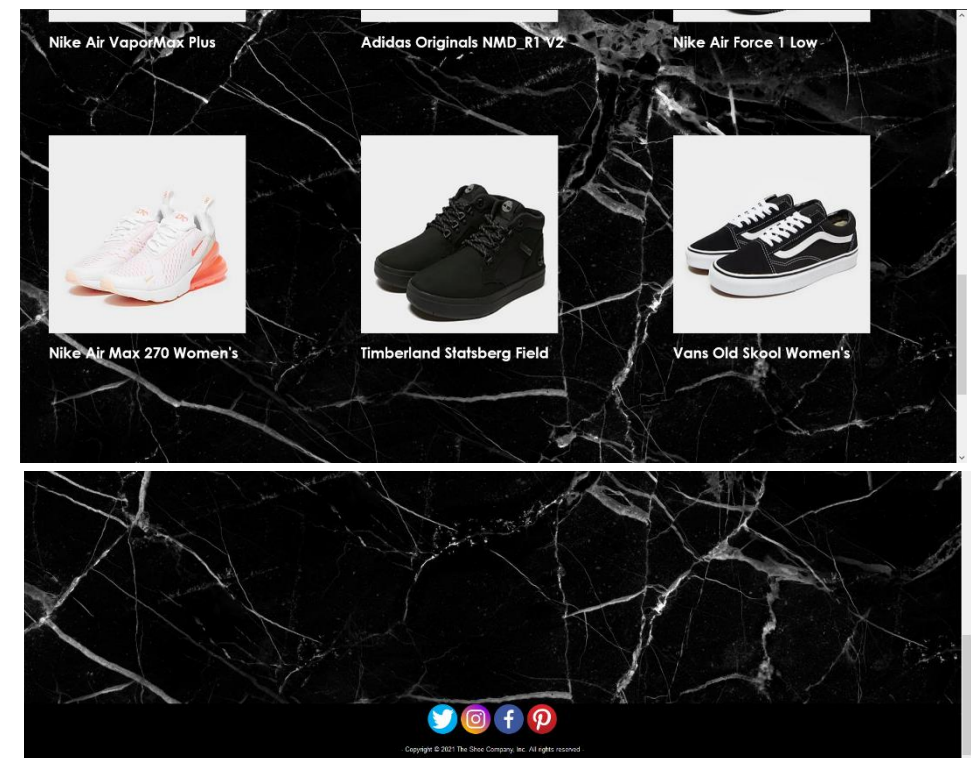 Nike Air VaporMax Plus
Adidas Originals NMD_R1 V2
Nike Air Force 1 Low
Nike Air Max 270 Women's
Timberland Statsberg Field
Vans Old Skool Women's
- Copyright © 2021 The Shoe Company, Inc. All rights reserved -